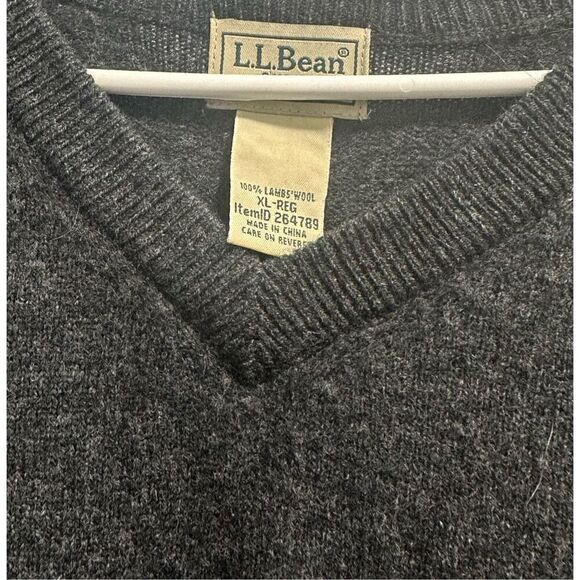 L.L.Bean®
100% LAMBS'WOOL
XL-REG
ItemID 264789
MADE IN CHINA
CARE ON REVERSE